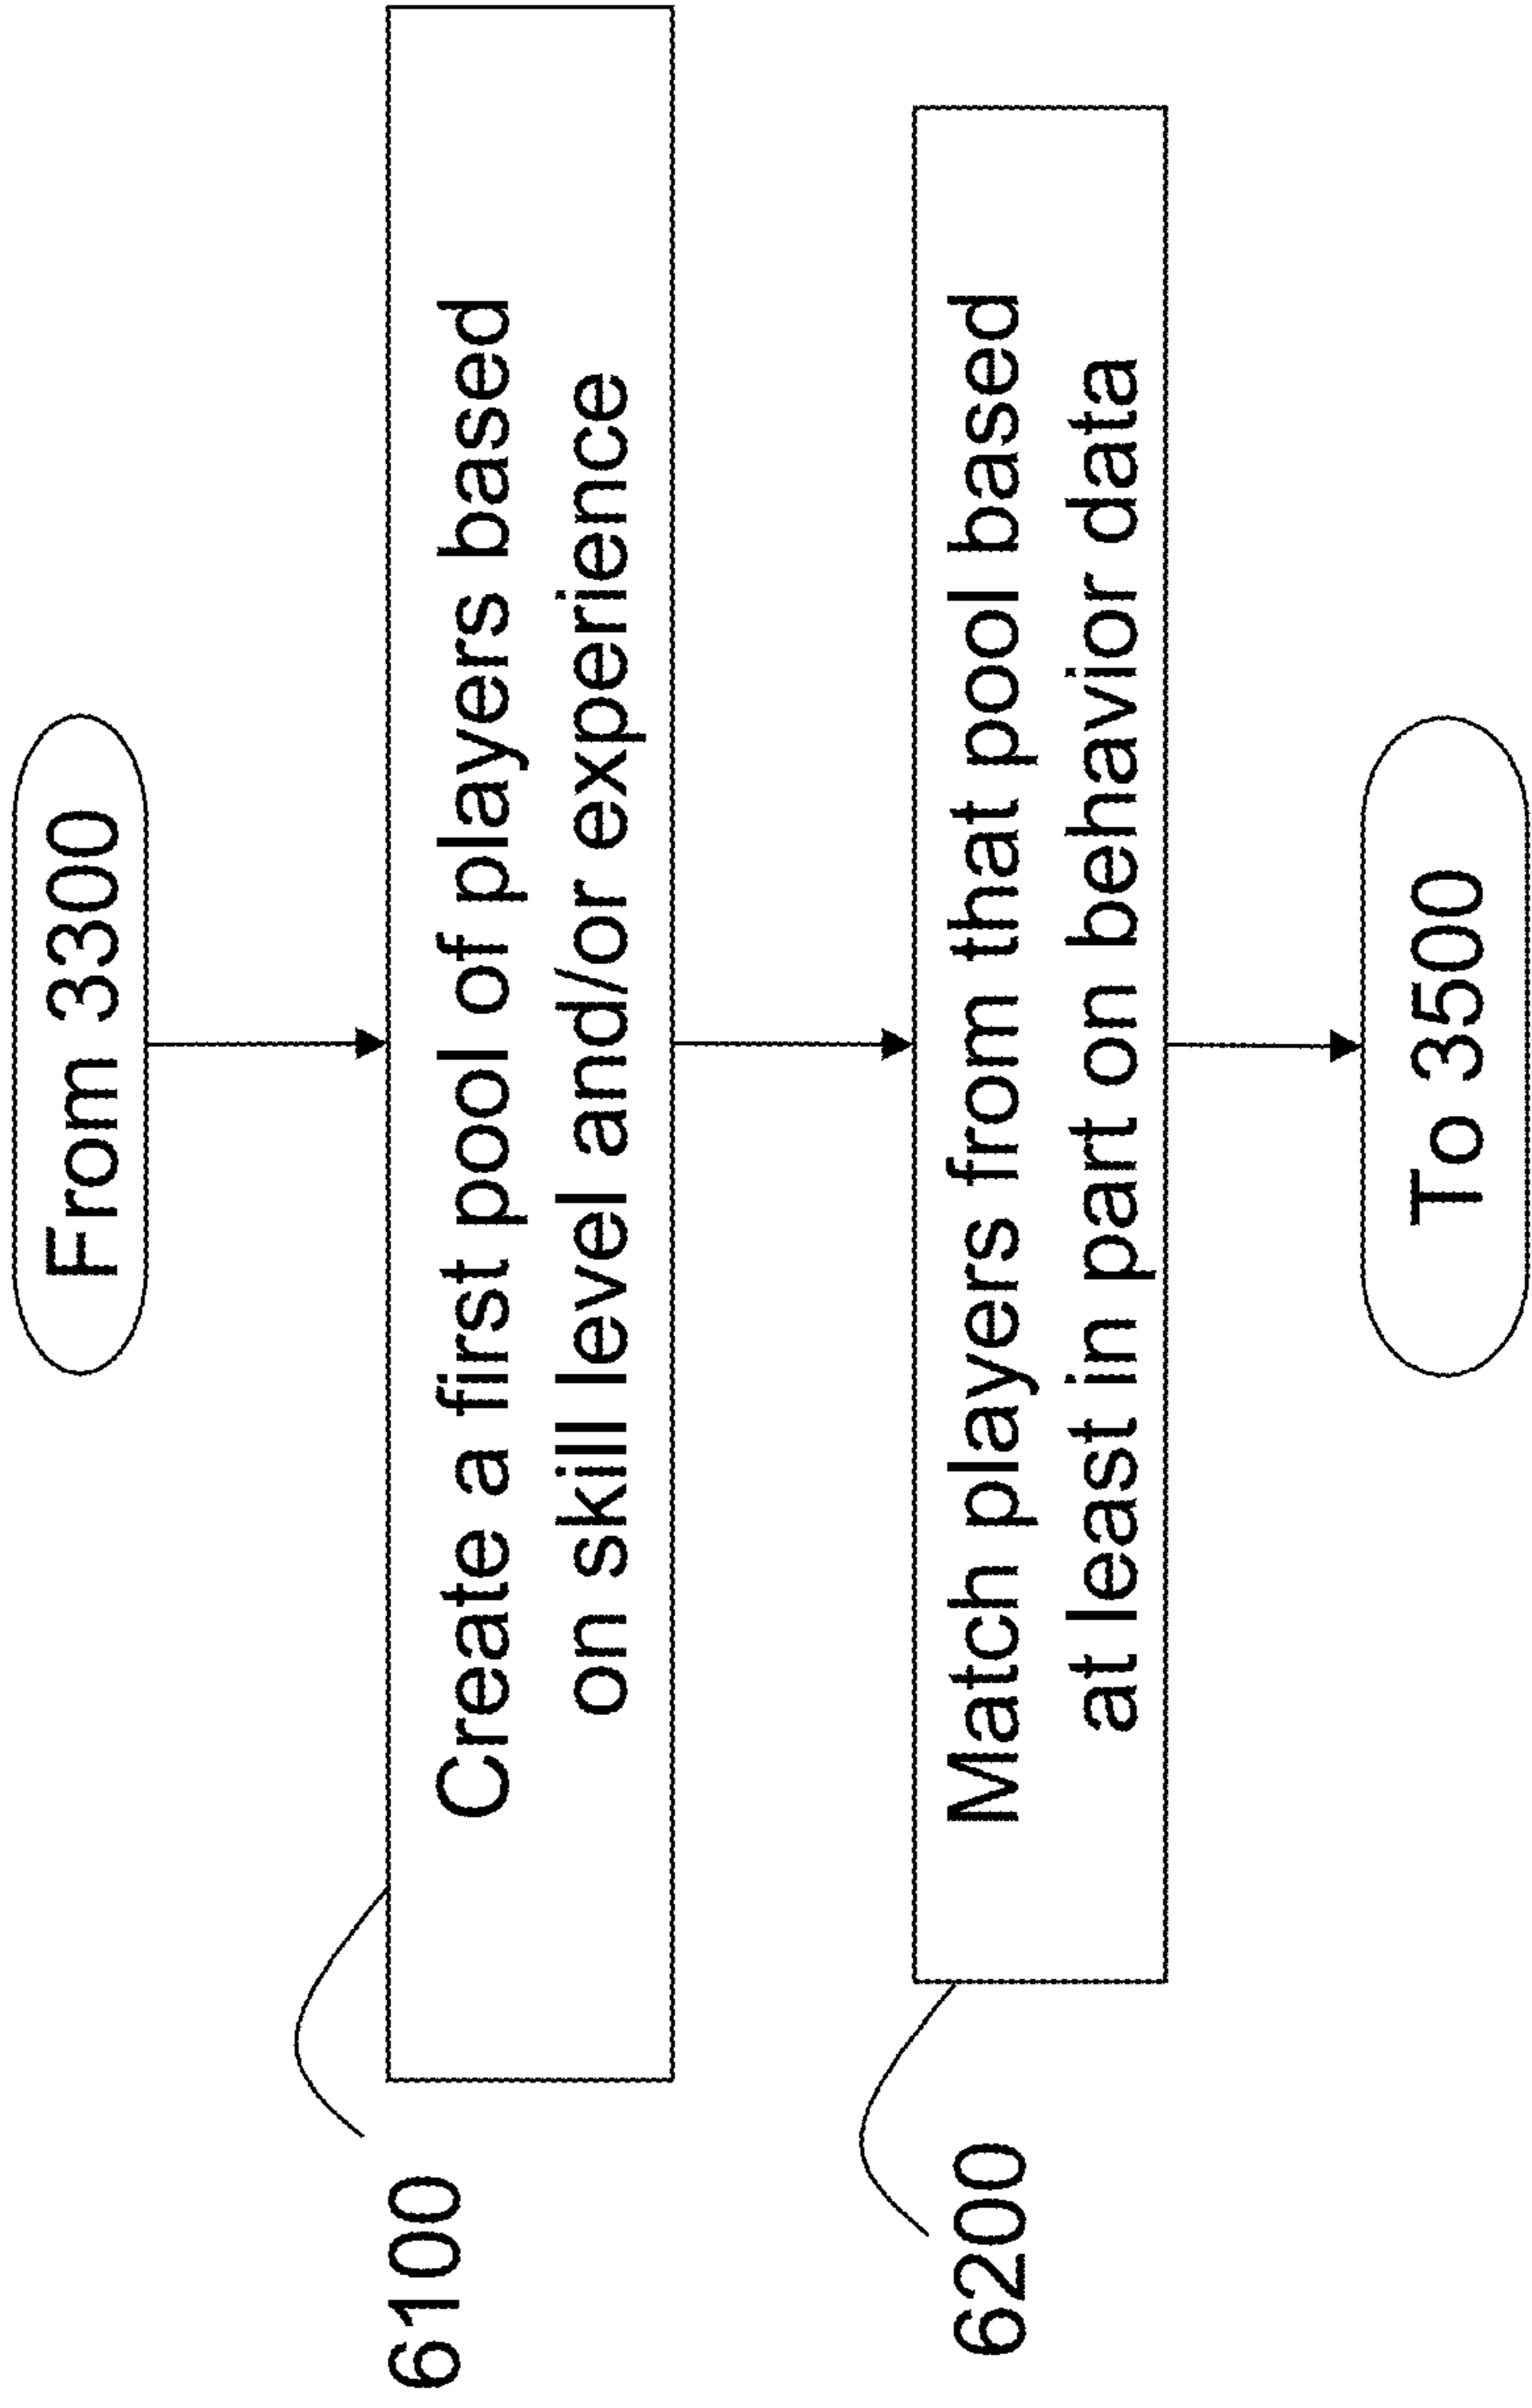 From 3300
6100
Create a first pool of players based
on skill level and/or experience
6200
Match players from that pool based
at least in part on behavior data
To 3500